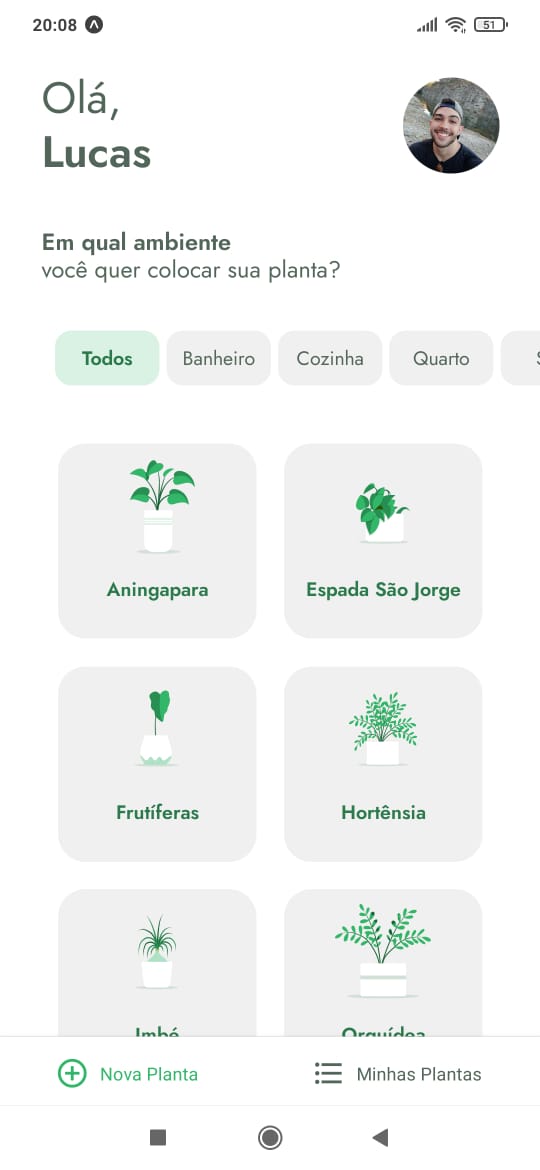 20:08
51
Olá,
Lucas
Em qual ambiente
você quer colocar sua planta?
Todos
Banheiro
Cozinha
Quarto
Aningapara
Espada São Jorge
Frutíferas
Hortênsia
Imbé
Orquídea
Nova Planta
Minhas Plantas